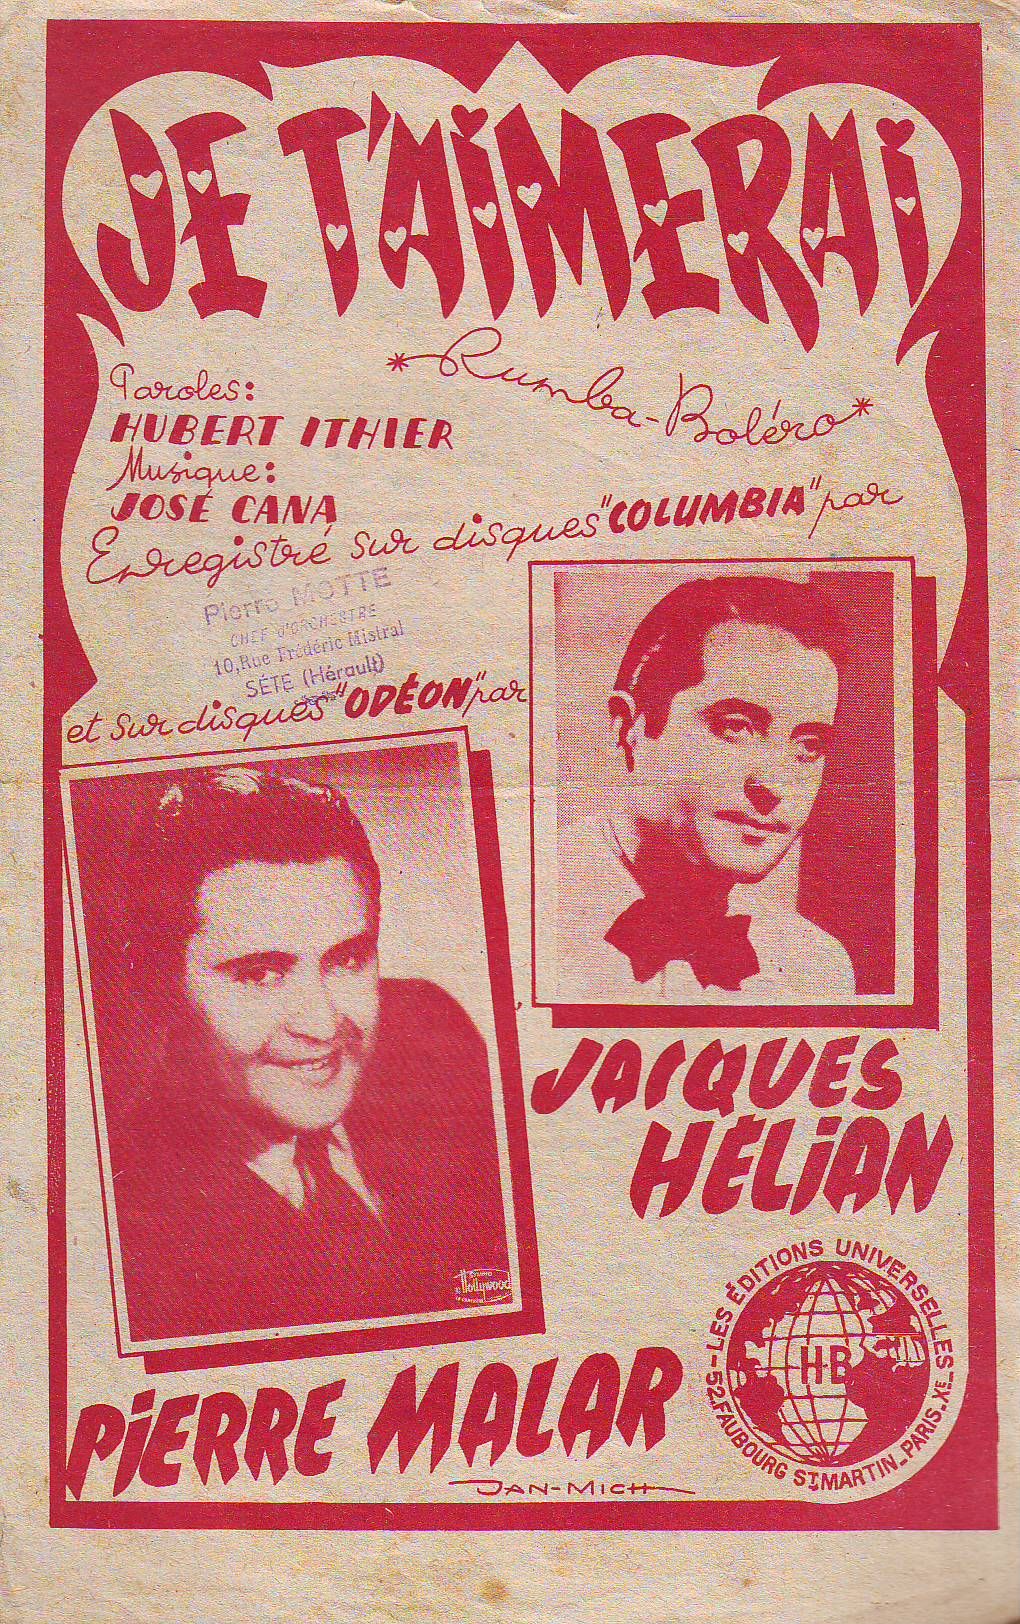 JE T'AIMERAI
*Rumba-Boléro*
Paroles:
HUBERT ITHIER
Musique:
JOSÉ CANA
Enregistré sur disques "COLUMBIA" par
Pierre MOTTE
CHEF D'ORCHESTRE
10, Rue Frédéric Mistral
SÈTE (Hérault)
et sur disques "ODÉON" par
JACQUES
HÉLIAN
Hollywood
PIERRE MALAR
JAN-MICH
LES ÉDITIONS UNIVERSELLES
52, FAUBOURG ST MARTIN_PARIS_XE
HB